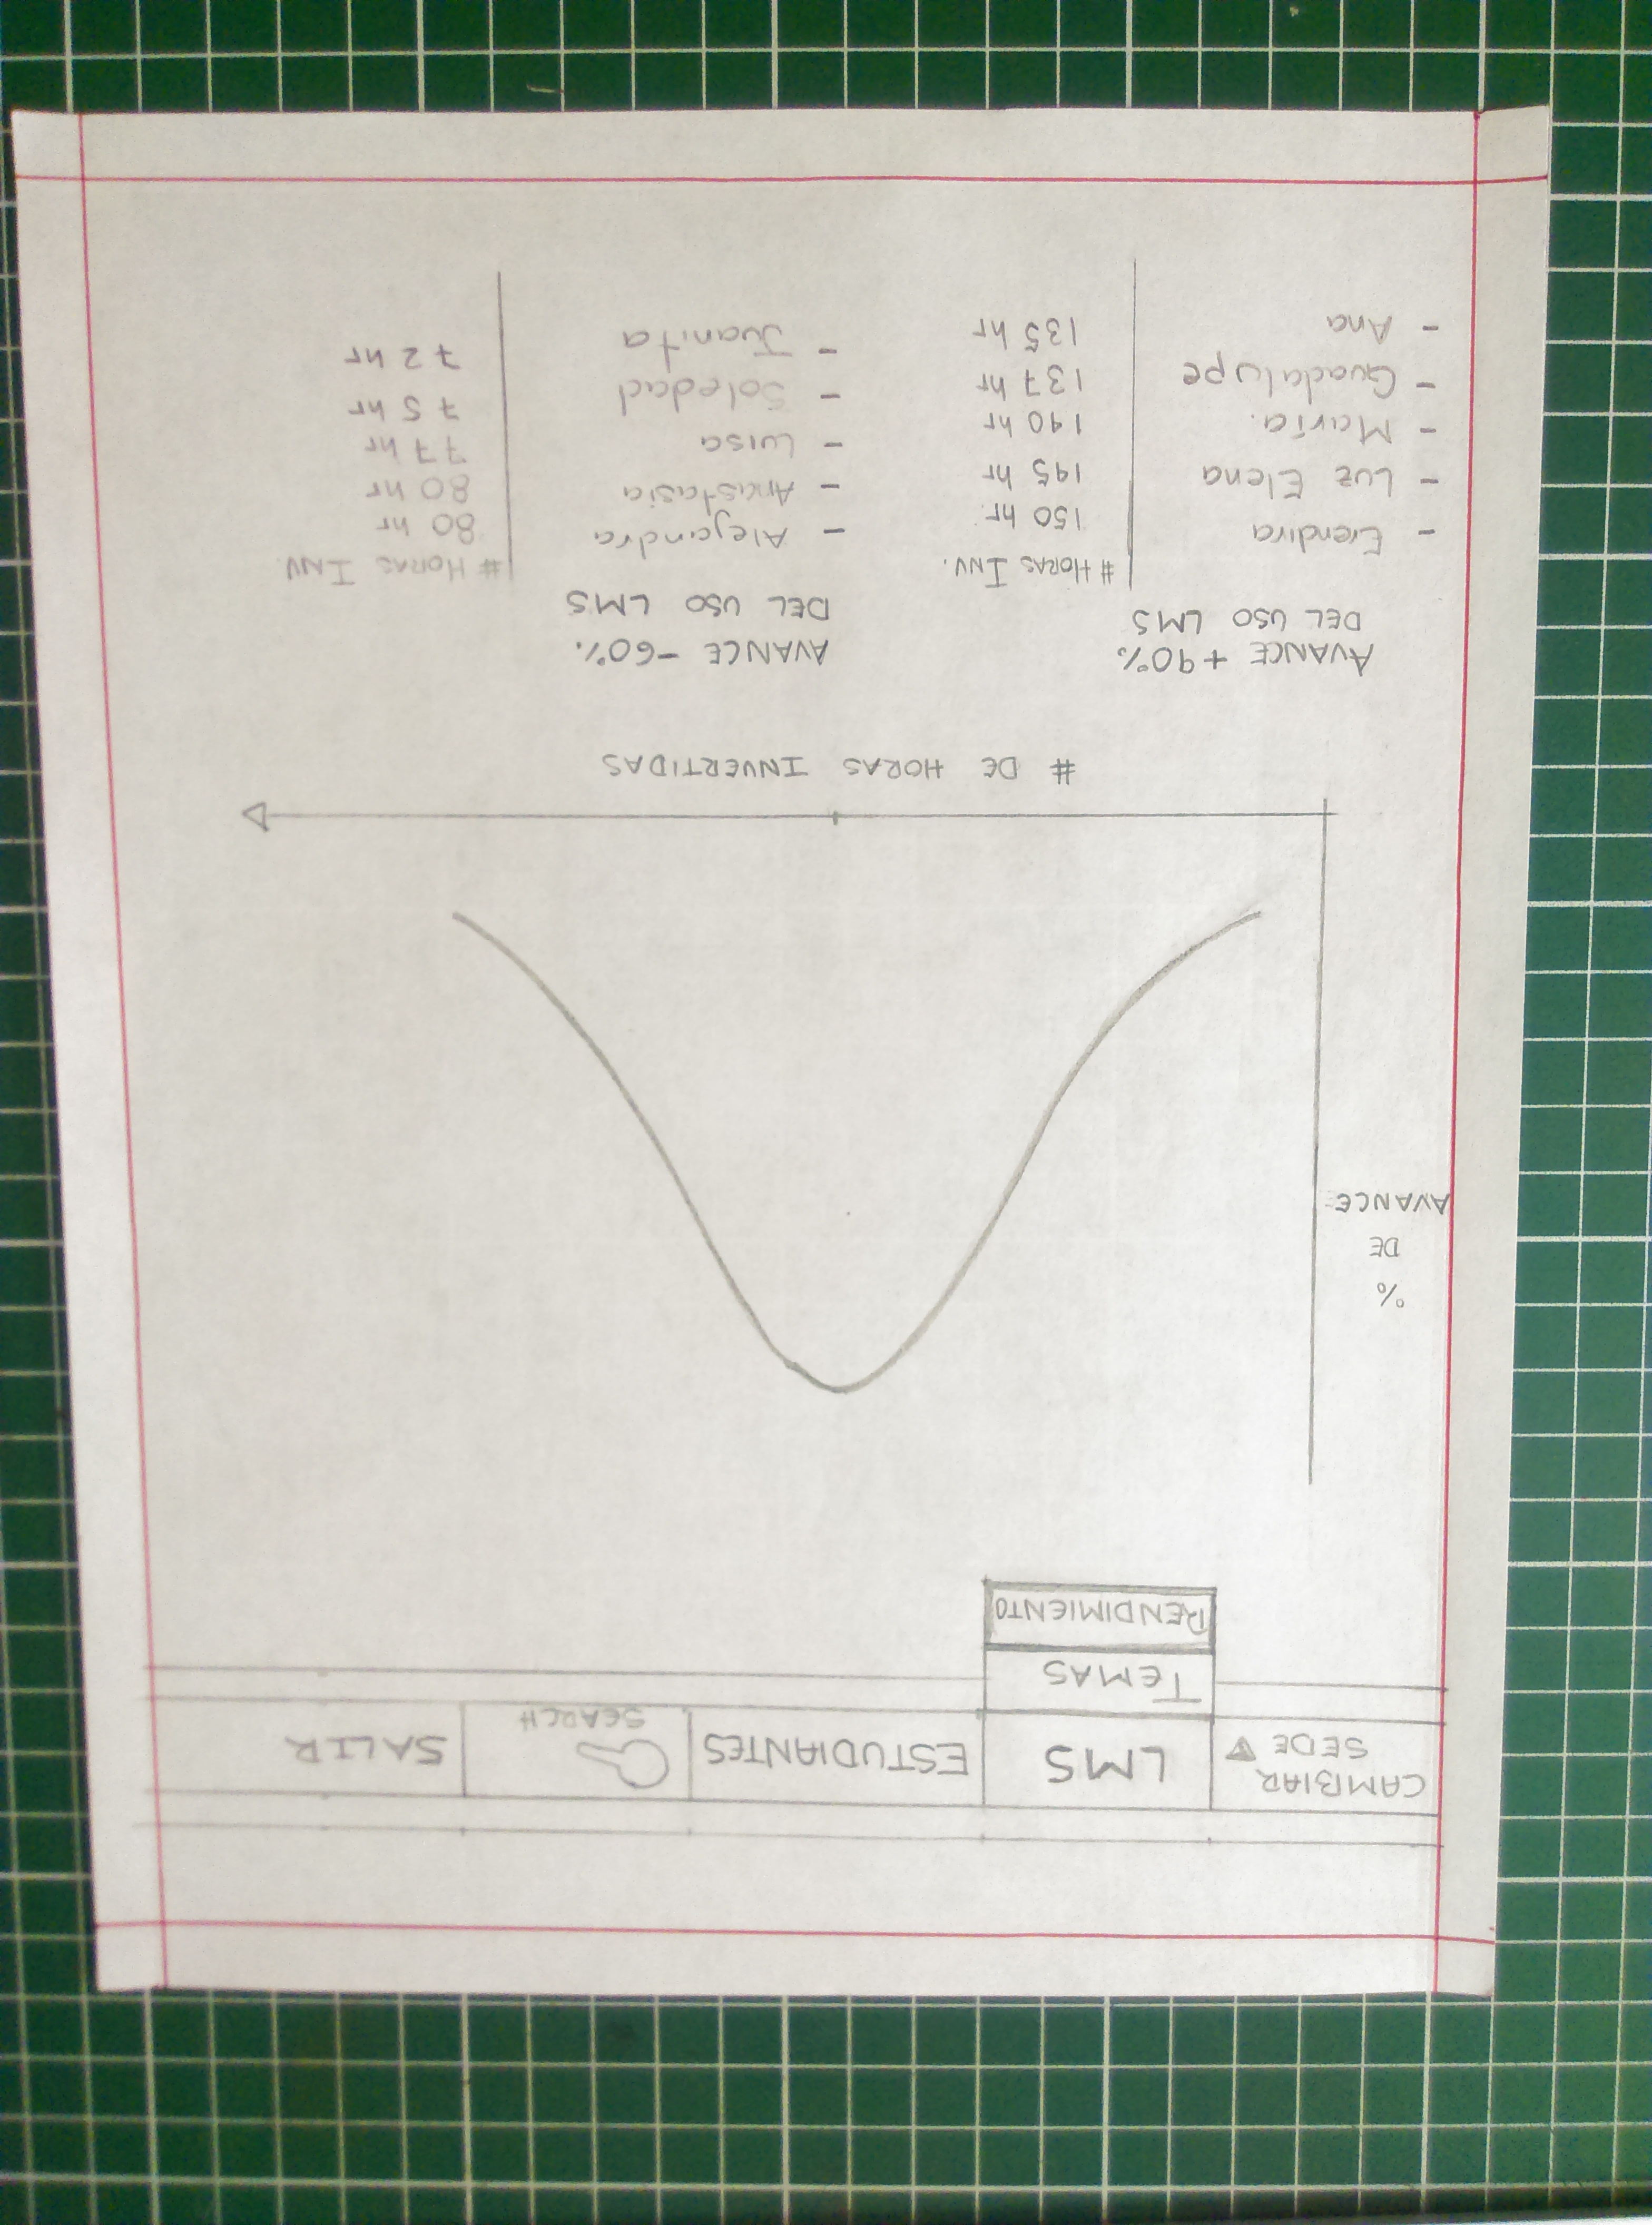 CAMBIAR
SEDE
LMS
ESTUDIANTES
SEARCH
SALIR
TEMAS
RENDIMIENTO
%
DE
AVANCE
# DE HORAS INVERTIDAS
AVANCE +90%
DEL USO LMS
# HORAS INV.
- Erendira 150 hr.
- Luz Elena 145 hr
- María. 140 hr
- Guadalupe 137 hr
- Ana 135 hr
AVANCE -60%.
DEL USO LMS
# HORAS INV.
- Alejandra 80 hr
- Anastasia 80 hr
- Luisa 77 hr
- Soledad 75 hr
- Juanita 72 hr